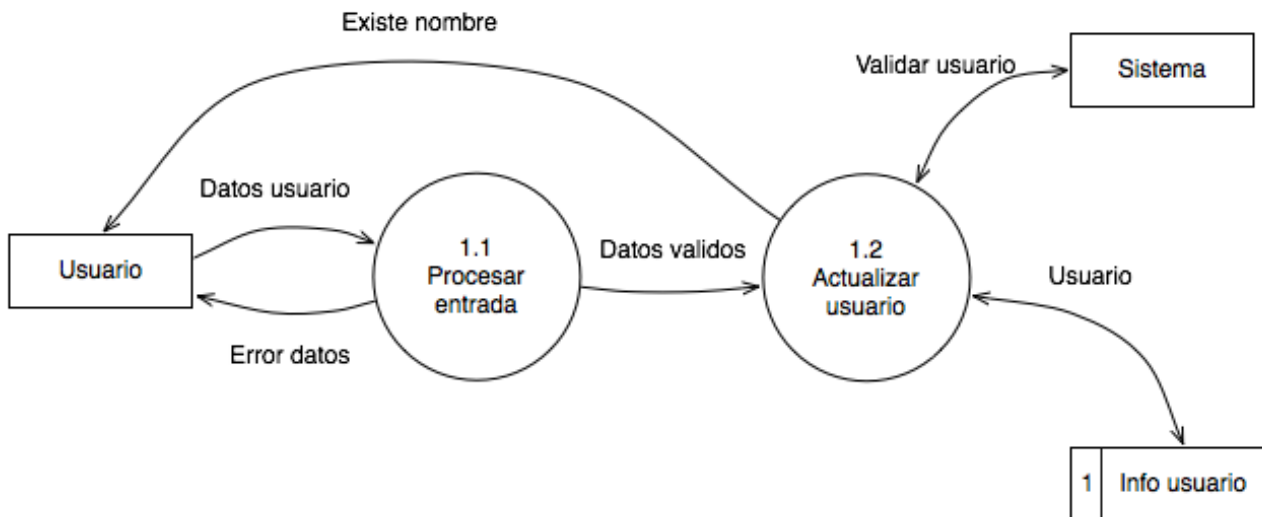 Existe nombre
Validar usuario
Sistema
Datos usuario
Usuario
1.1
Procesar
entrada
Datos validos
1.2
Actualizar
usuario
Usuario
Error datos
1 Info usuario